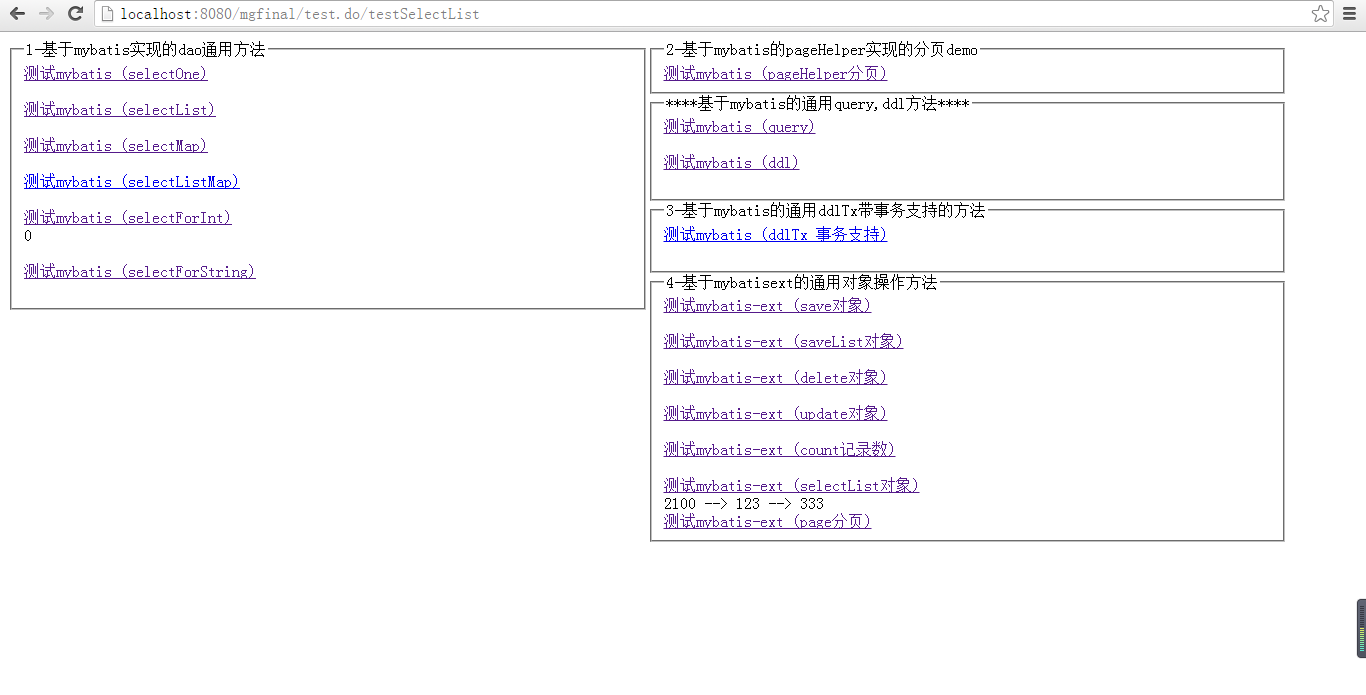 localhost:8080/mgfinal/test.do/testSelectList
1-基于mybatis实现的dao通用方法
测试mybatis (selectOne)
测试mybatis (selectList)
测试mybatis (selectMap)
测试mybatis (selectListMap)
测试mybatis (selectForInt)
0
测试mybatis (selectForString)
2-基于mybatis的pageHelper实现的分页demo
测试mybatis (pageHelper分页)
****基于mybatis的通用query,ddl方法****
测试mybatis (query)
测试mybatis (ddl)
3-基于mybatis的通用ddlTx带事务支持的方法
测试mybatis (ddlTx 事务支持)
4-基于mybatisext的通用对象操作方法
测试mybatis-ext (save对象)
测试mybatis-ext (saveList对象)
测试mybatis-ext (delete对象)
测试mybatis-ext (update对象)
测试mybatis-ext (count记录数)
测试mybatis-ext (selectList对象)
2100 --> 123 --> 333
测试mybatis-ext (page分页)